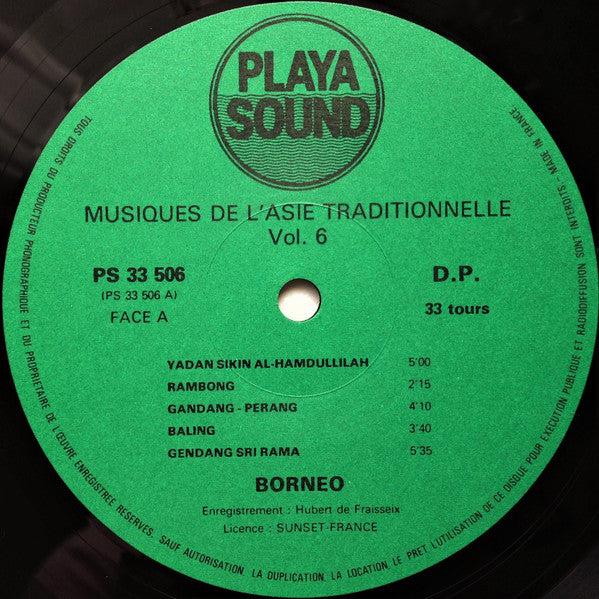 PLAYA
SOUND
MUSIQUES DE L'ASIE TRADITIONNELLE
Vol. 6
PS 33 506
(PS 33 506 A)
FACE A
D.P.
33 tours
YADAN SIKIN AL-HAMDULLILAH 5'00
RAMBONG 2'15
GANDANG - PERANG 4'10
BALING 3'40
GENDANG SRI RAMA 5'35
BORNEO
Enregistrement : Hubert de Fraisseix
Licence : SUNSET-FRANCE
TOUS DROITS DU PRODUCTEUR PHONOGRAPHIQUE ET DU PROPRIETAIRE DE L'ŒUVRE ENREGISTREE RESERVES. SAUF AUTORISATION, LA DUPLICATION, LA LOCATION, LE PRET, L'UTILISATION DE CE DISQUE POUR EXECUTION PUBLIQUE ET RADIODIFFUSION SONT INTERDITS - MADE IN FRANCE